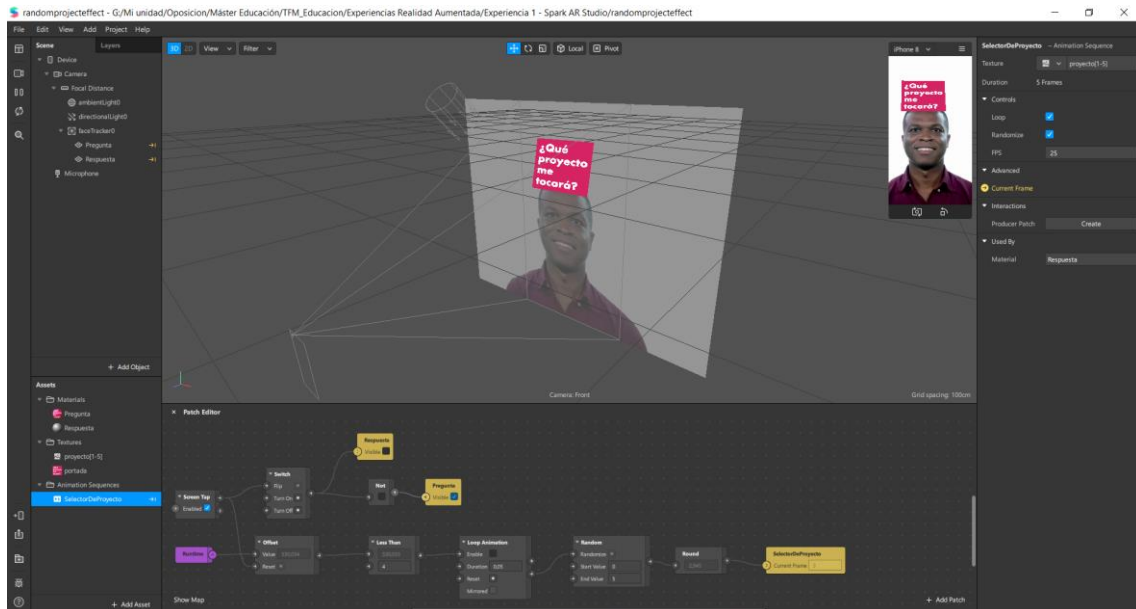 randomprojecteffect - G:/Mi unidad/Oposicion/Máster Educación/TFM_Educacion/Experiencias Realidad Aumentada/Experiencia 1 - Spark AR Studio/randomprojecteffect
File Edit View Add Project Help
Scene Layers
Device
Camera
Focal Distance
ambientLight0
directionalLight0
faceTracker0
Pregunta
Respuesta
Microphone
+ Add Object
Assets
Materials
Pregunta
Respuesta
Textures
proyecto[1-5]
portada
Animation Sequences
SelectorDeProyecto
+ Add Asset
3D 2D View Filter
Local Pivot
¿Qué
proyecto
me
tocará?
Camera: Front
Grid spacing: 100cm
iPhone 8
¿Qué
proyecto
me
tocará?
Patch Editor
Respuesta
Visible
Switch
Flip
Turn On
Turn Off
Not
Pregunta
Visible
Screen Tap
Enabled
Runtime
Offset
Value
Reset
Less Than
4
Loop Animation
Enable
Duration 0,05
Reset
Mirrored
Random
Randomize
Start Value 0
End Value 5
Round
SelectorDeProyecto
Current Frame
Show Map
+ Add Patch
SelectorDeProyecto - Animation Sequence
Texture proyecto[1-5]
Duration 5 Frames
Controls
Loop
Randomize
FPS 25
Advanced
Current Frame
Interactions
Producer Patch Create
Used By
Material Respuesta